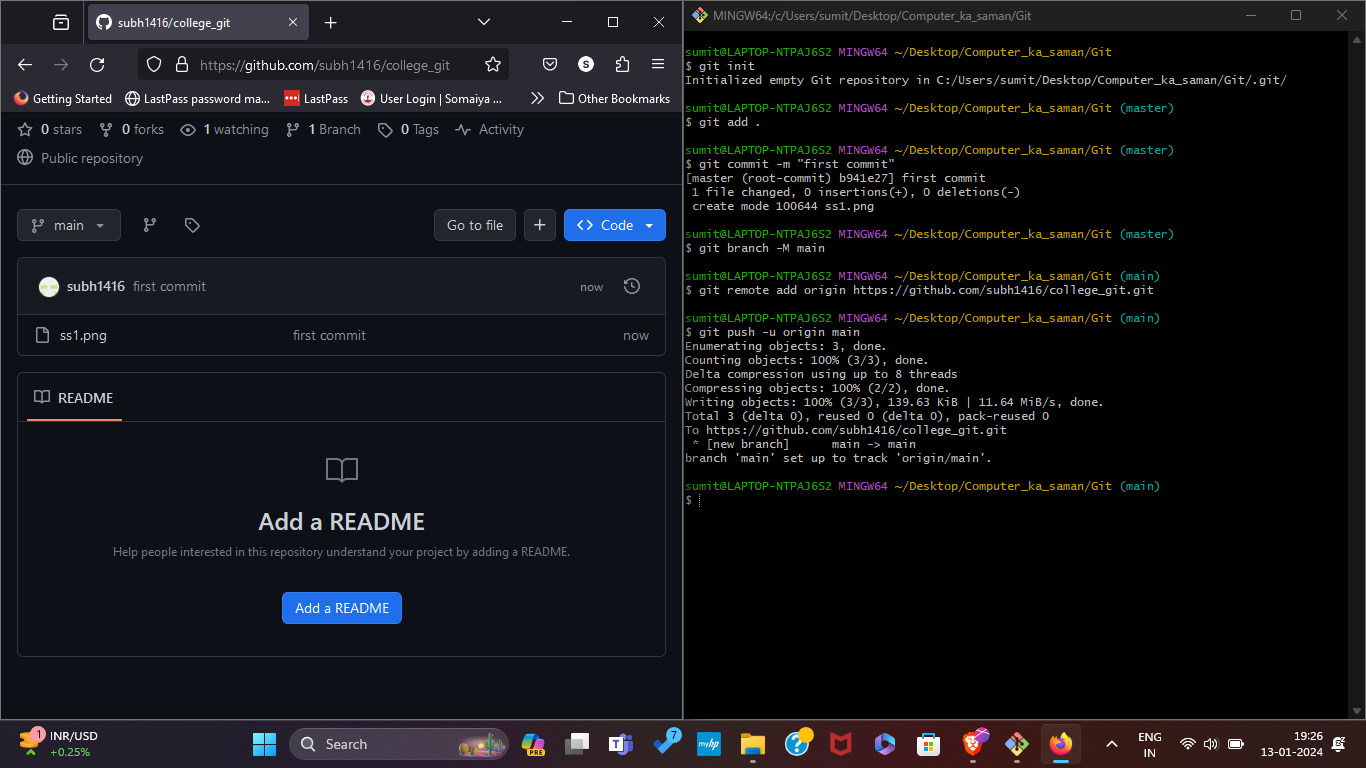 subh1416/college_git
https://github.com/subh1416/college_git
S
Getting Started
LastPass password ma...
LastPass
User Login | Somaiya ...
Other Bookmarks
0 stars
0 forks
1 watching
1 Branch
0 Tags
Activity
Public repository
main
Go to file
Code
subh1416 first commit now
ss1.png first commit now
README
Add a README
Help people interested in this repository understand your project by adding a README.
Add a README
MINGW64:/c/Users/sumit/Desktop/Computer_ka_saman/Git
sumit@LAPTOP-NTPAJ6S2 MINGW64 ~/Desktop/Computer_ka_saman/Git
$ git init
Initialized empty Git repository in C:/Users/sumit/Desktop/Computer_ka_saman/Git/.git/
sumit@LAPTOP-NTPAJ6S2 MINGW64 ~/Desktop/Computer_ka_saman/Git (master)
$ git add .
sumit@LAPTOP-NTPAJ6S2 MINGW64 ~/Desktop/Computer_ka_saman/Git (master)
$ git commit -m "first commit"
[master (root-commit) b941e27] first commit
1 file changed, 0 insertions(+), 0 deletions(-)
create mode 100644 ss1.png
sumit@LAPTOP-NTPAJ6S2 MINGW64 ~/Desktop/Computer_ka_saman/Git (master)
$ git branch -M main
sumit@LAPTOP-NTPAJ6S2 MINGW64 ~/Desktop/Computer_ka_saman/Git (main)
$ git remote add origin https://github.com/subh1416/college_git.git
sumit@LAPTOP-NTPAJ6S2 MINGW64 ~/Desktop/Computer_ka_saman/Git (main)
$ git push -u origin main
Enumerating objects: 3, done.
Counting objects: 100% (3/3), done.
Delta compression using up to 8 threads
Compressing objects: 100% (2/2), done.
Writing objects: 100% (3/3), 139.63 KiB | 11.64 MiB/s, done.
Total 3 (delta 0), reused 0 (delta 0), pack-reused 0
To https://github.com/subh1416/college_git.git
* [new branch] main -> main
branch 'main' set up to track 'origin/main'.
sumit@LAPTOP-NTPAJ6S2 MINGW64 ~/Desktop/Computer_ka_saman/Git (main)
$
1
INR/USD
+0.25%
Search
PRE
7
myhp
ENG
IN
19:26
13-01-2024